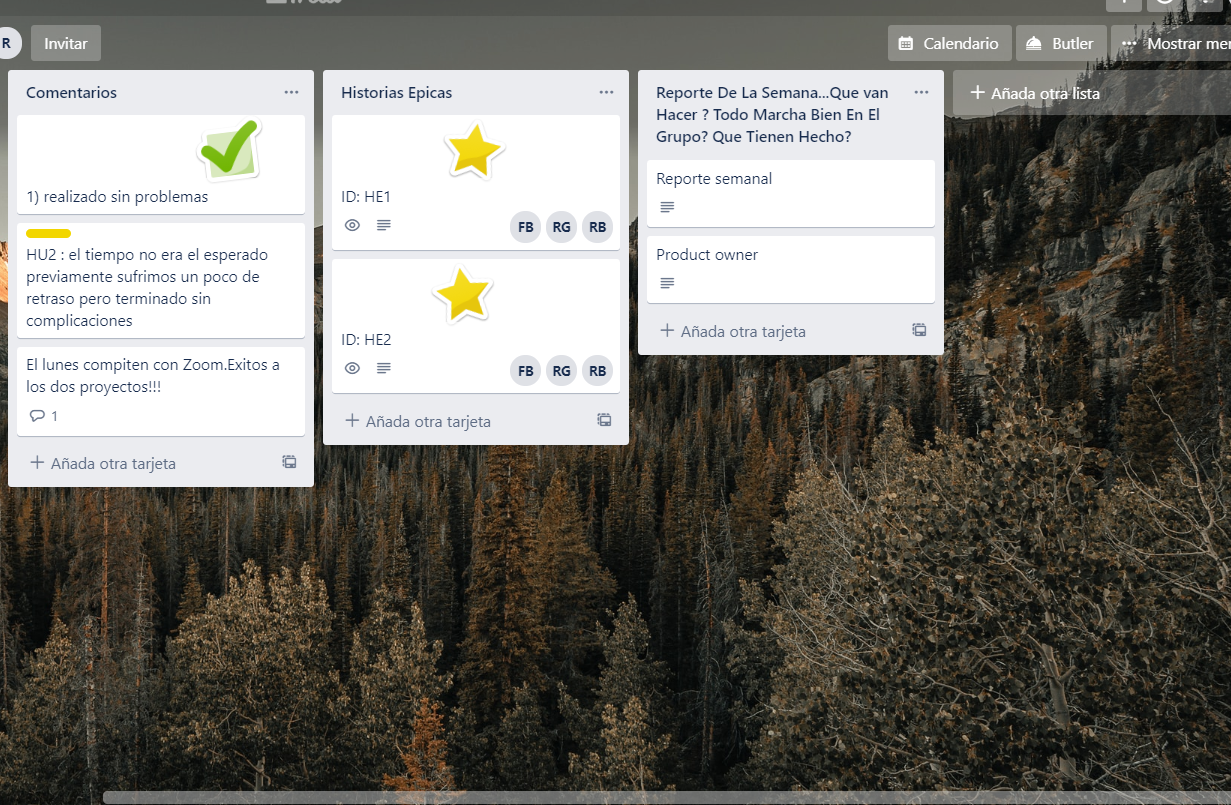 R
Invitar
Calendario
Butler
Mostrar me
Comentarios
1) realizado sin problemas
HU2 : el tiempo no era el esperado
previamente sufrimos un poco de
retraso pero terminado sin
complicaciones
El lunes compiten con Zoom.Exitos a
los dos proyectos!!!
1
Añada otra tarjeta
Historias Epicas
ID: HE1
FB RG RB
ID: HE2
FB RG RB
Añada otra tarjeta
Reporte De La Semana...Que van
Hacer ? Todo Marcha Bien En El
Grupo? Que Tienen Hecho?
Reporte semanal
Product owner
Añada otra tarjeta
Añada otra lista